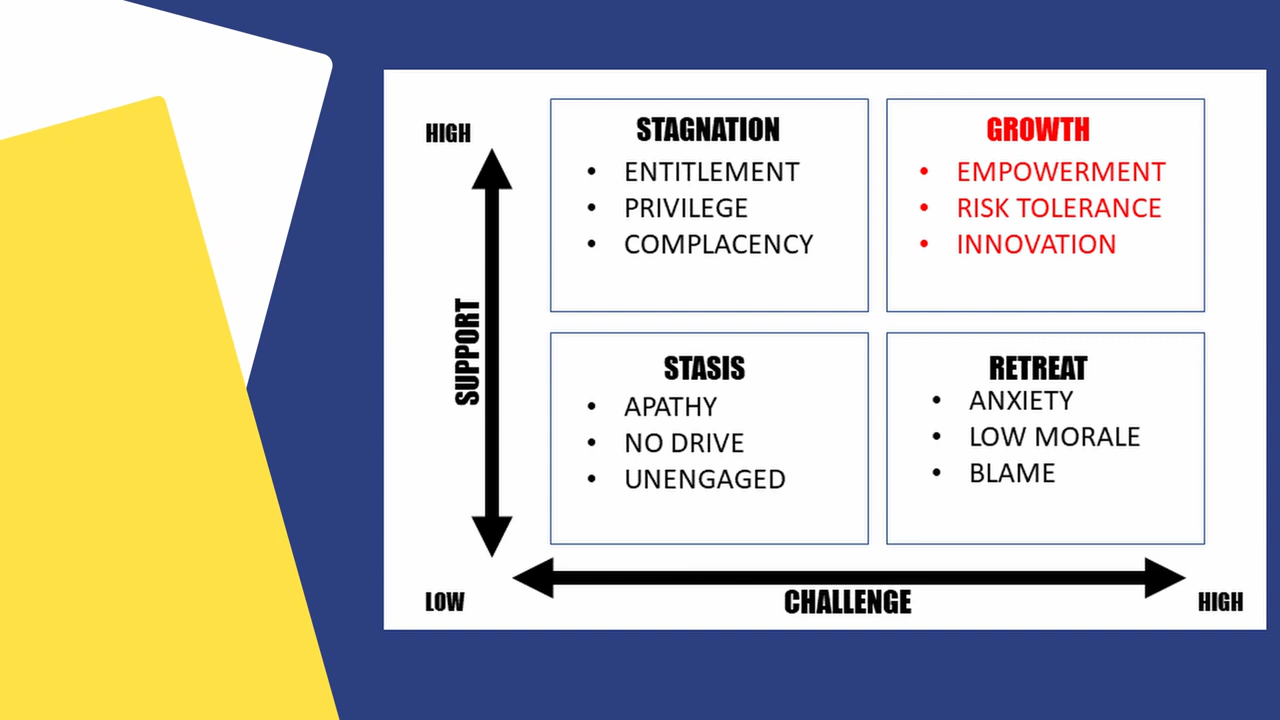 HIGH
STAGNATION
• ENTITLEMENT
• PRIVILEGE
• COMPLACENCY
GROWTH
• EMPOWERMENT
• RISK TOLERANCE
• INNOVATION
SUPPORT
STASIS
• APATHY
• NO DRIVE
• UNENGAGED
RETREAT
• ANXIETY
• LOW MORALE
• BLAME
LOW
CHALLENGE
HIGH